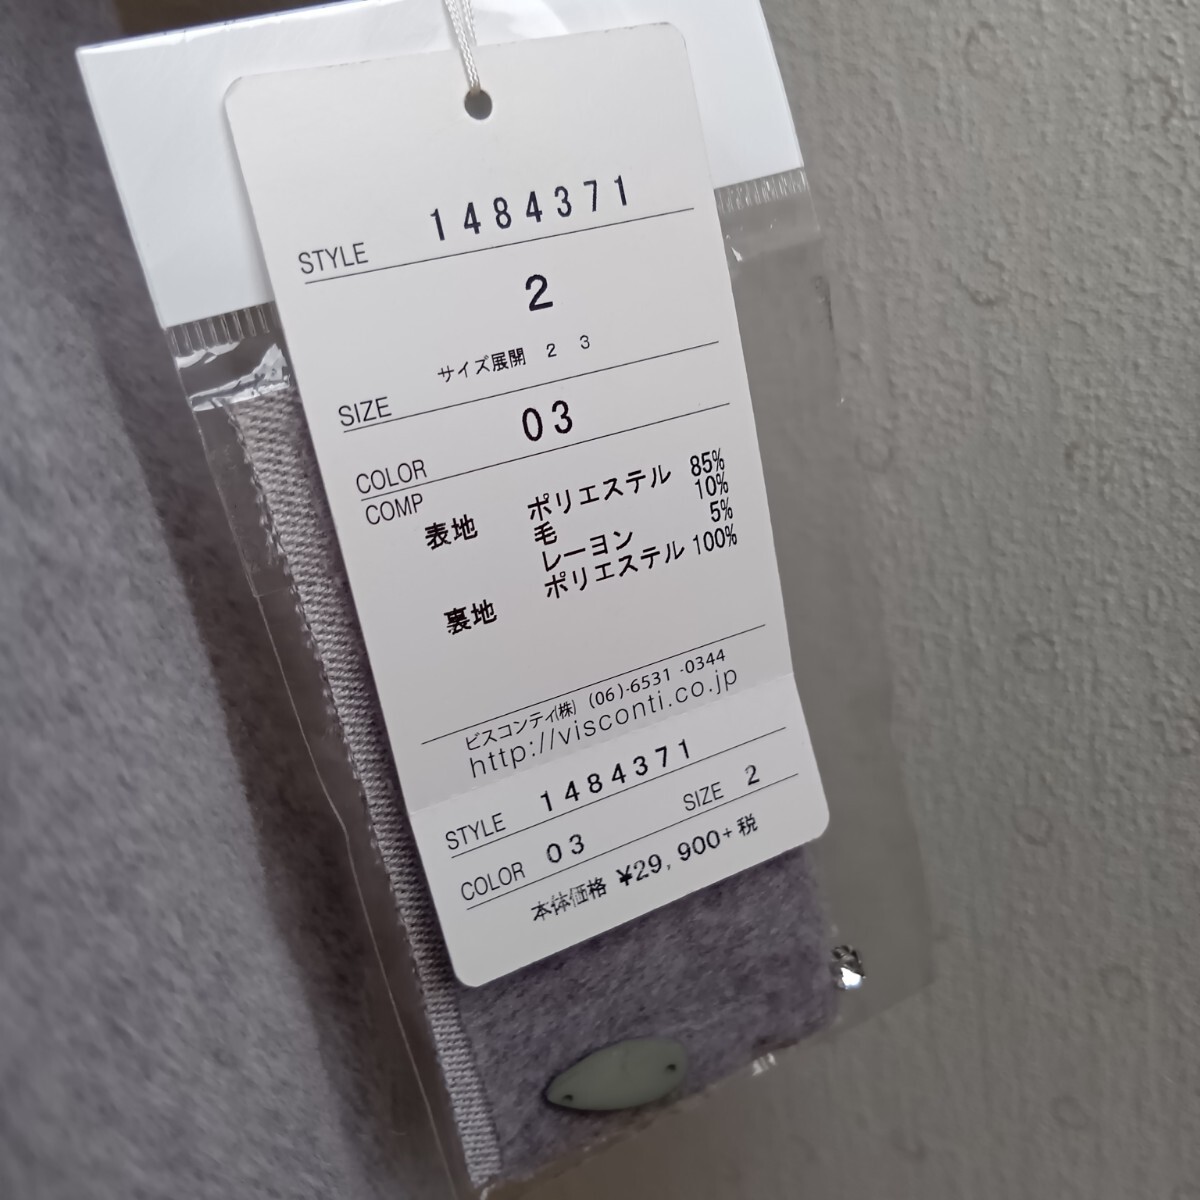 STYLE 1484371
2
サイズ展開 2 3
SIZE
03
COLOR
COMP
表地 ポリエステル 85%
毛 10%
レーヨン 5%
裏地 ポリエステル 100%
ビスコンティ(株) (06)-6531-0344
http://visconti.co.jp
STYLE 1484371
COLOR 03 SIZE 2
本体価格 ¥29,900+税